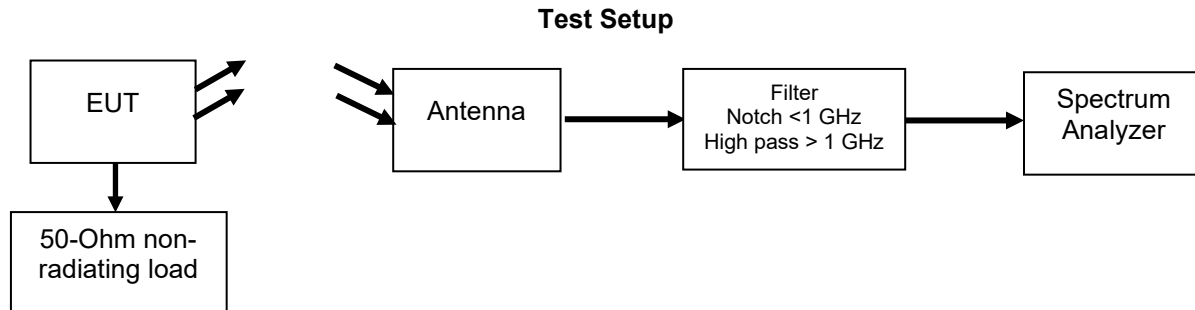 Test Setup
EUT
Antenna
Filter
Notch <1 GHz
High pass > 1 GHz
Spectrum
Analyzer
50-Ohm non-
radiating load